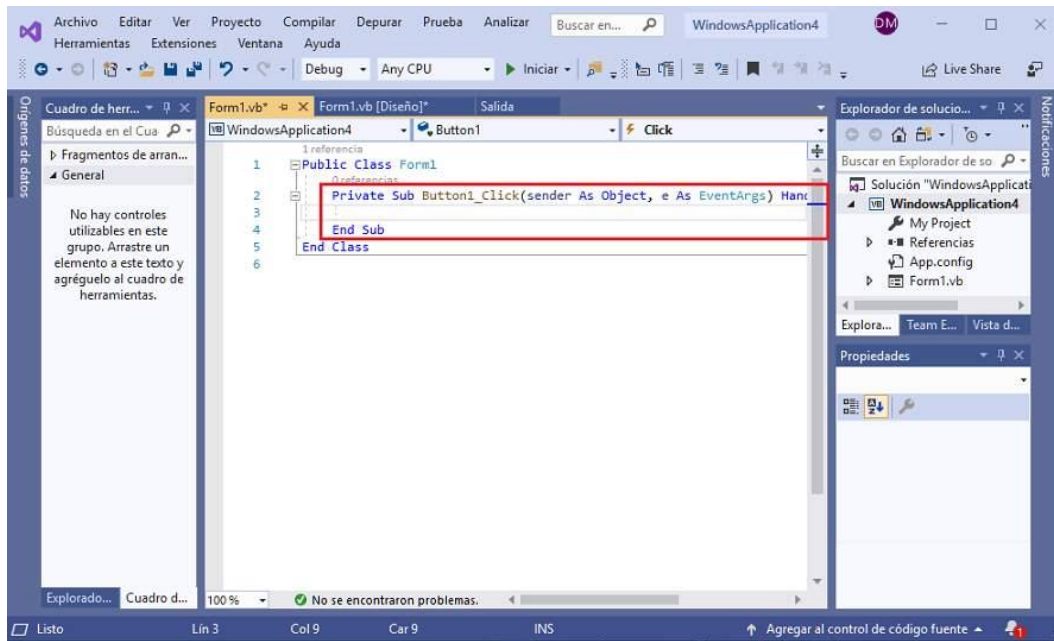 Archivo Editar Ver Proyecto Compilar Depurar Prueba Analizar Buscar en... WindowsApplication4 DM
Herramientas Extensiones Ventana Ayuda
Debug Any CPU Iniciar Live Share
Orígenes de datos
Cuadro de herr...
Búsqueda en el Cua
Fragmentos de arran...
General
No hay controles
utilizables en este
grupo. Arrastre un
elemento a este texto y
agréguelo al cuadro de
herramientas.
Explorado... Cuadro d...
Form1.vb* Form1.vb [Diseño]* Salida
VB WindowsApplication4 Button1 Click
1 referencia
1 Public Class Form1
0 referencias
2 Private Sub Button1_Click(sender As Object, e As EventArgs) Hand
3
4 End Sub
5 End Class
6
100 % No se encontraron problemas.
Explorador de solucio...
Buscar en Explorador de so
Solución "WindowsApplicati
VB WindowsApplication4
My Project
Referencias
App.config
Form1.vb
Explora... Team E... Vista d...
Propiedades
Notificaciones
Listo Lín 3 Col 9 Car 9 INS Agregar al control de código fuente 1